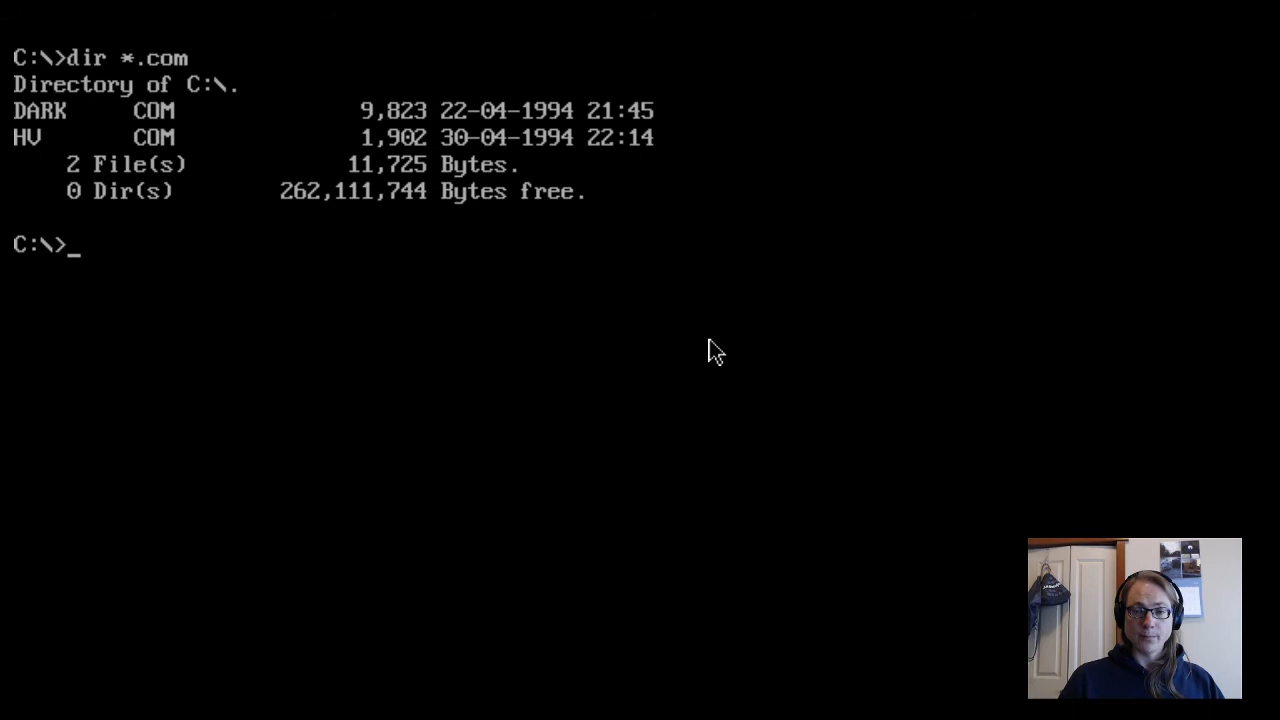 C:\>dir *.com
Directory of C:\.
DARK     COM              9,823 22-04-1994 21:45
HV       COM              1,902 30-04-1994 22:14
    2 File(s)            11,725 Bytes.
    0 Dir(s)        262,111,744 Bytes free.
C:\>_